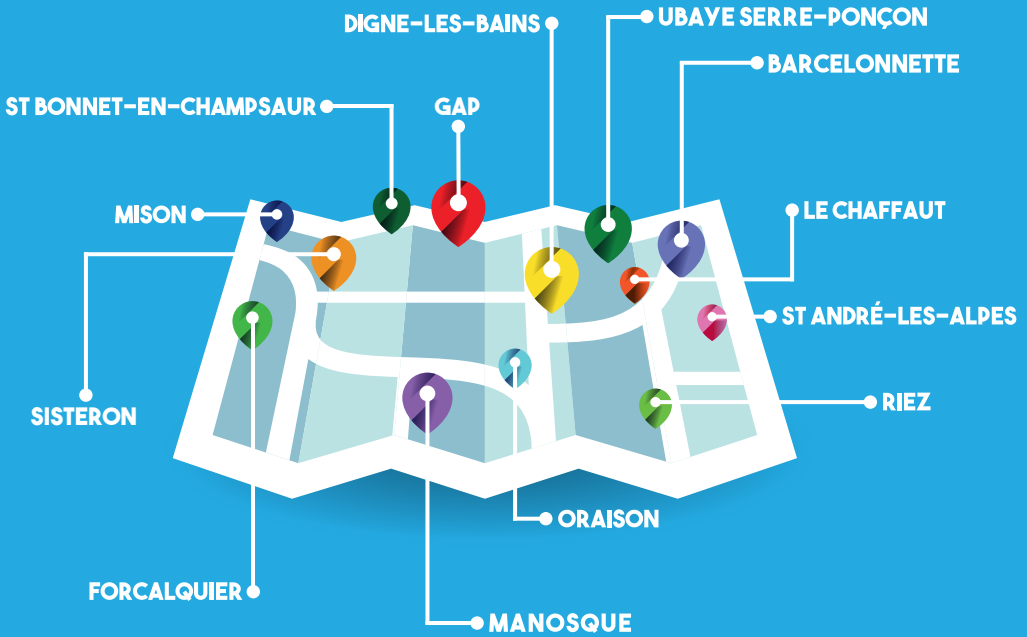 DIGNE-LES-BAINS
UBAYE SERRE-PONÇON
BARCELONNETTE
ST BONNET-EN-CHAMPSAUR
GAP
MISON
LE CHAFFAUT
ST ANDRÉ-LES-ALPES
SISTERON
RIEZ
ORAISON
FORCALQUIER
MANOSQUE